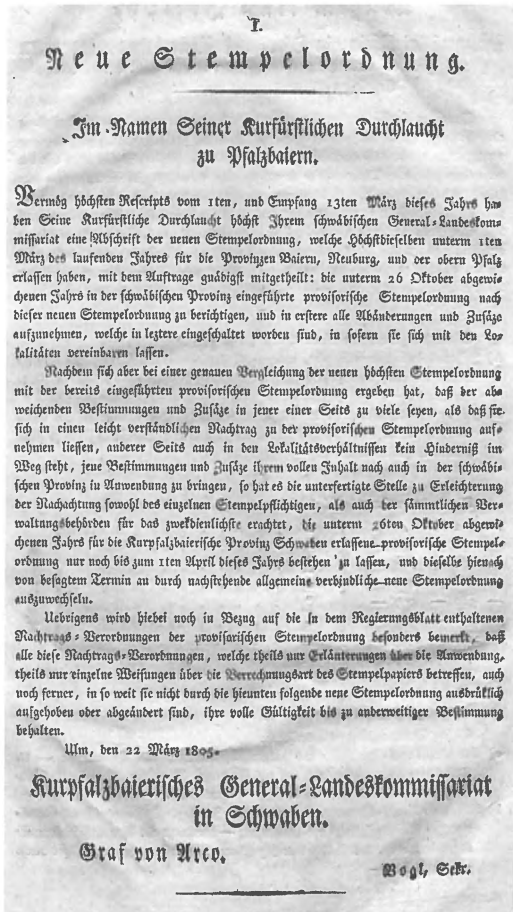 I.
Neue Stempelordnung.
Im Namen Seiner Kurfürstlichen Durchlaucht
zu Pfalzbaiern.
Vermög höchsten Rescripts vom 1ten, und Empfang 13ten März dieses Jahrs ha-
ben Seine Kurfürstliche Durchlaucht höchst Ihrem schwäbischen General-Landeskom-
missariat eine Abschrift der neuen Stempelordnung, welche Höchstdieselben unterm 1ten
März des laufenden Jahres für die Provinzen Baiern, Neuburg, und der obern Pfalz
erlassen haben, mit dem Auftrage gnädigst mitgetheilt: die unterm 26 Oktober abgewi-
chenen Jahrs in der schwäbischen Provinz eingeführte provisorische Stempelordnung nach
dieser neuen Stempelordnung zu berichtigen, und in erstere alle Abänderungen und Zusäze
aufzunehmen, welche in leztere eingeschaltet worden sind, in sofern sie sich mit den Lo-
kalitäten vereinbaren lassen.
Nachdem sich aber bei einer genauen Vergleichung der neuen höchsten Stempelordnung
mit der bereits eingeführten provisorischen Stempelordnung ergeben hat, daß der ab-
weichenden Bestimmungen und Zusäze in jener einer Seits zu viele seyen, als daß sie
sich in einen leicht verständlichen Nachtrag zu der provisorischen Stempelordnung auf-
nehmen liessen, anderer Seits auch in den Lokalitätsverhältnissen kein Hinderniß im
Weg steht, jene Bestimmungen und Zusäze ihrem vollen Inhalt nach auch in der schwäbi-
schen Provinz in Anwendung zu bringen, so hat es die unterfertigte Stelle zu Erleichterung
der Nachachtung sowohl des einzelnen Stempelpflichtigen, als auch der sämmtlichen Ver-
waltungsbehörden für das zwekdienlichste erachtet, die unterm 26ten Oktober abgewi-
chenen Jahrs für die Kurpfalzbaierische Provinz Schwaben erlassene provisorische Stempel-
ordnung nur noch bis zum 1ten April dieses Jahrs bestehen zu lassen, und dieselbe hienach
von besagtem Termin an durch nachstehende allgemeine verbindliche neue Stempelordnung
auszuwechseln.
Uebrigens wird hiebei noch in Bezug auf die in dem Regierungsblatt enthaltenen
Nachtrags-Verordnungen der provisarischen Stempelordnung besonders bemerkt, daß
alle diese Nachtrags-Verordnungen, welche theils nur Erläuterungen über die Anwendung,
theils nur einzelne Weisungen über die Verrechnungsart des Stempelpapiers betreffen, auch
noch ferner, in so weit sie nicht durch die hieunten folgende neue Stempelordnung ausdrüklich
aufgehoben oder abgeändert sind, ihre volle Gültigkeit bis zu anderweitiger Bestimmung
behalten.
Ulm, den 22 März 1805.
Kurpfalzbaierisches General-Landeskommissariat
in Schwaben.
Graf von Arco.
Vogl, Sekr.